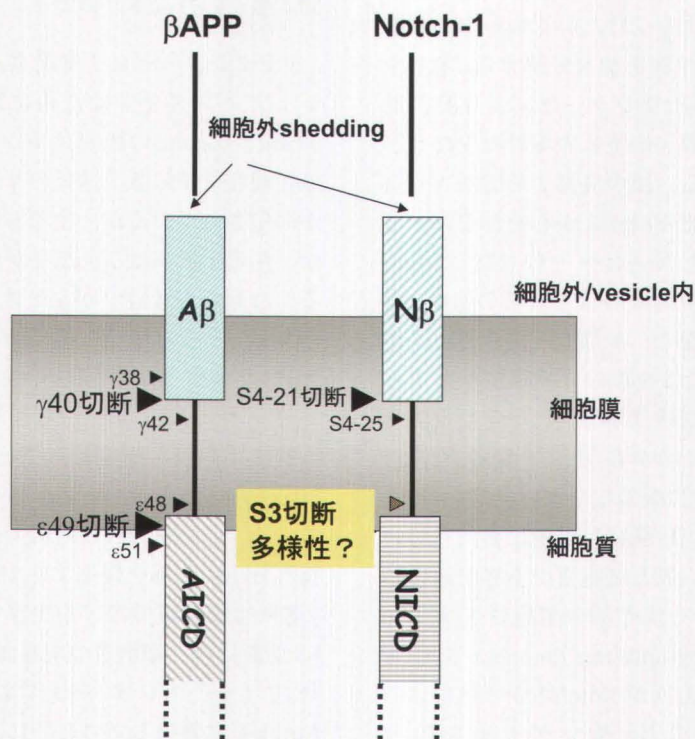 βAPP
Notch-1
細胞外shedding
Aβ
Nβ
細胞外/vesicle内
γ38
γ40切断
γ42
S4-21切断
S4-25
細胞膜
ε48
ε49切断
ε51
S3切断
多様性？
細胞質
AICD
NICD